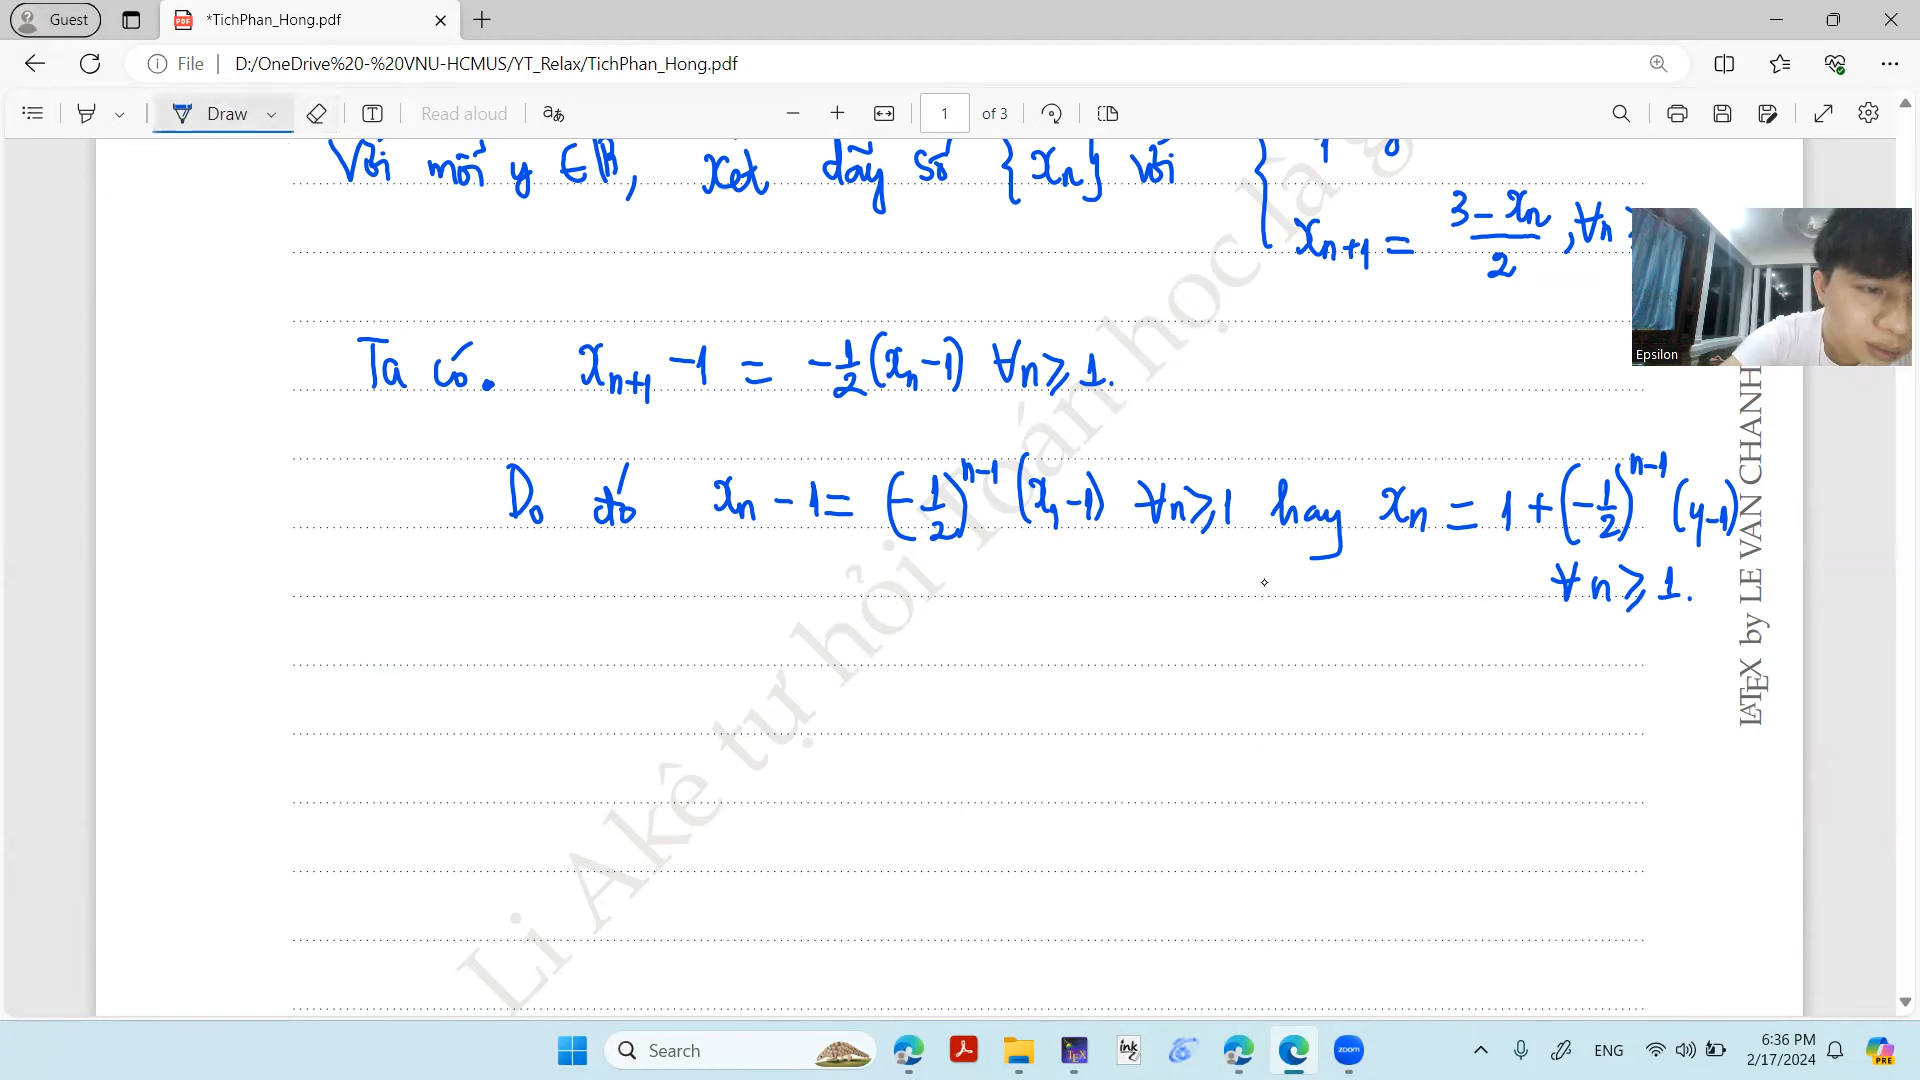 Guest
*TichPhan_Hong.pdf
File
D:/OneDrive%20-%20VNU-HCMUS/YT_Relax/TichPhan_Hong.pdf
Draw
Read aloud
1 of 3
Với mỗi y ∈ ℝ, xét dãy số {xₙ} với
xₙ₊₁ = (3 - xₙ)/2 , ∀n
Epsilon
Ta có. xₙ₊₁ - 1 = -1/2 (xₙ - 1) ∀n ⩾ 1.
Do đó xₙ - 1 = (-1/2)ⁿ⁻¹ (x₁ - 1) ∀n ⩾ 1 hay xₙ = 1 + (-1/2)ⁿ⁻¹ (y-1)
∀n ⩾ 1.
Li Akê tự hỏi Toán học là g
LATEX by LE VAN CHANH
Search
ENG
6:36 PM
2/17/2024
zoom
PRE